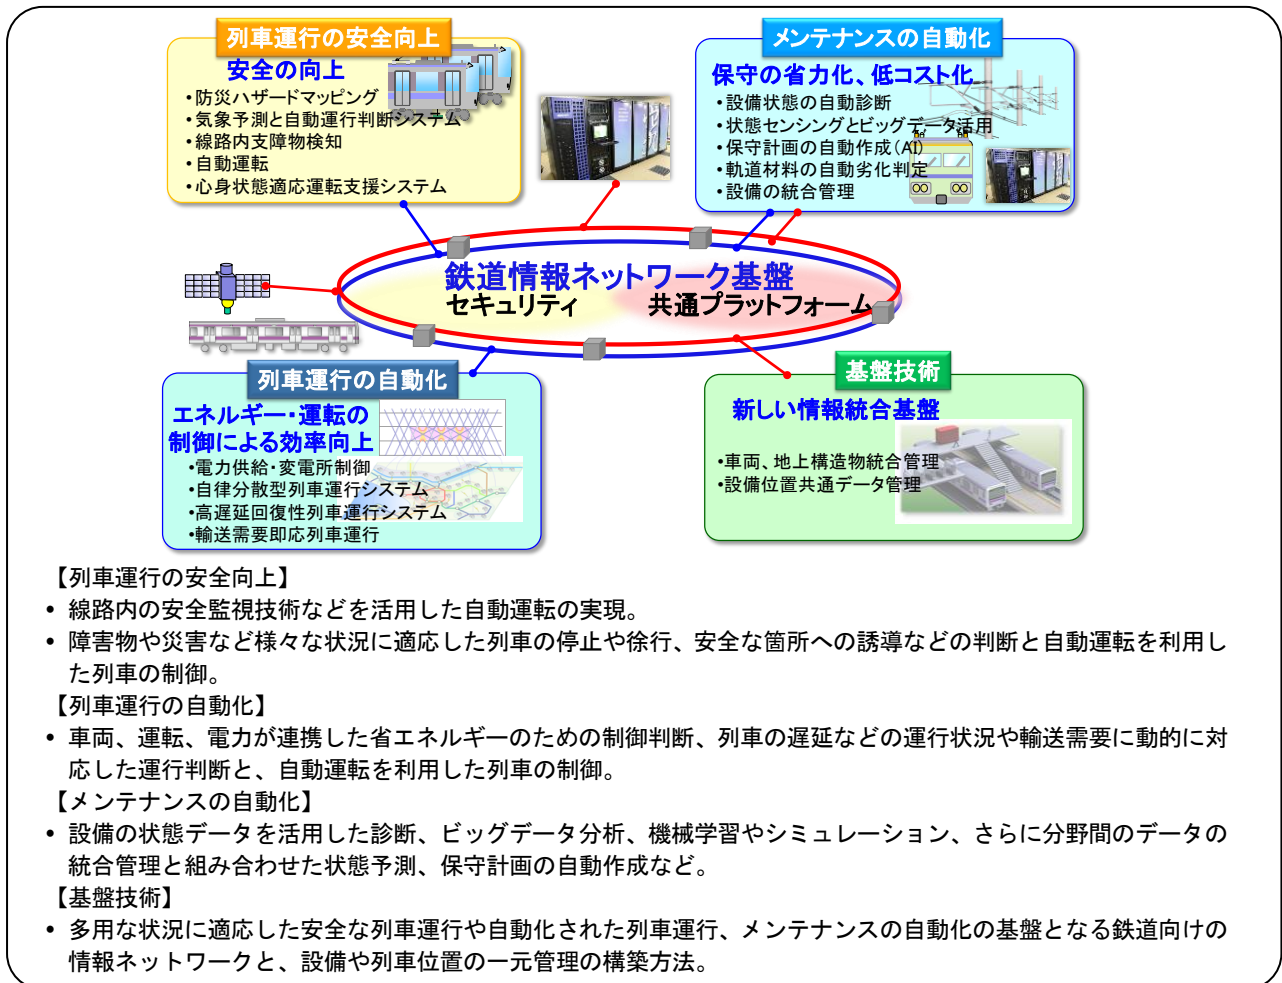 列車運行の安全向上
安全の向上
・防災ハザードマッピング
・気象予測と自動運行判断システム
・線路内支障物検知
・自動運転
・心身状態適応運転支援システム
メンテナンスの自動化
保守の省力化、低コスト化
・設備状態の自動診断
・状態センシングとビッグデータ活用
・保守計画の自動作成（AI）
・軌道材料の自動劣化判定
・設備の統合管理
鉄道情報ネットワーク基盤
セキュリティ 共通プラットフォーム
列車運行の自動化
エネルギー・運転の
制御による効率向上
・電力供給・変電所制御
・自律分散型列車運行システム
・高遅延回復性列車運行システム
・輸送需要即応列車運行
基盤技術
新しい情報統合基盤
・車両、地上構造物統合管理
・設備位置共通データ管理
【列車運行の安全向上】
• 線路内の安全監視技術などを活用した自動運転の実現。
• 障害物や災害など様々な状況に適応した列車の停止や徐行、安全な箇所への誘導などの判断と自動運転を利用し
た列車の制御。
【列車運行の自動化】
• 車両、運転、電力が連携した省エネルギーのための制御判断、列車の遅延などの運行状況や輸送需要に動的に対
応した運行判断と、自動運転を利用した列車の制御。
【メンテナンスの自動化】
• 設備の状態データを活用した診断、ビッグデータ分析、機械学習やシミュレーション、さらに分野間のデータの
統合管理と組み合わせた状態予測、保守計画の自動作成など。
【基盤技術】
• 多用な状況に適応した安全な列車運行や自動化された列車運行、メンテナンスの自動化の基盤となる鉄道向けの
情報ネットワークと、設備や列車位置の一元管理の構築方法。